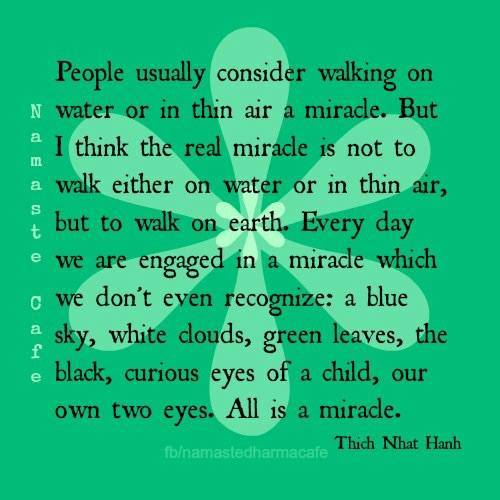 People usually consider walking on
water or in thin air a miracle. But
I think the real miracle is not to
walk either on water or in thin air,
but to walk on earth. Every day
we are engaged in a miracle which
we don't even recognize: a blue
sky, white clouds, green leaves, the
black, curious eyes of a child, our
own two eyes. All is a miracle.
Thich Nhat Hanh
fb/namastedharmacafe
Namaste Cafe